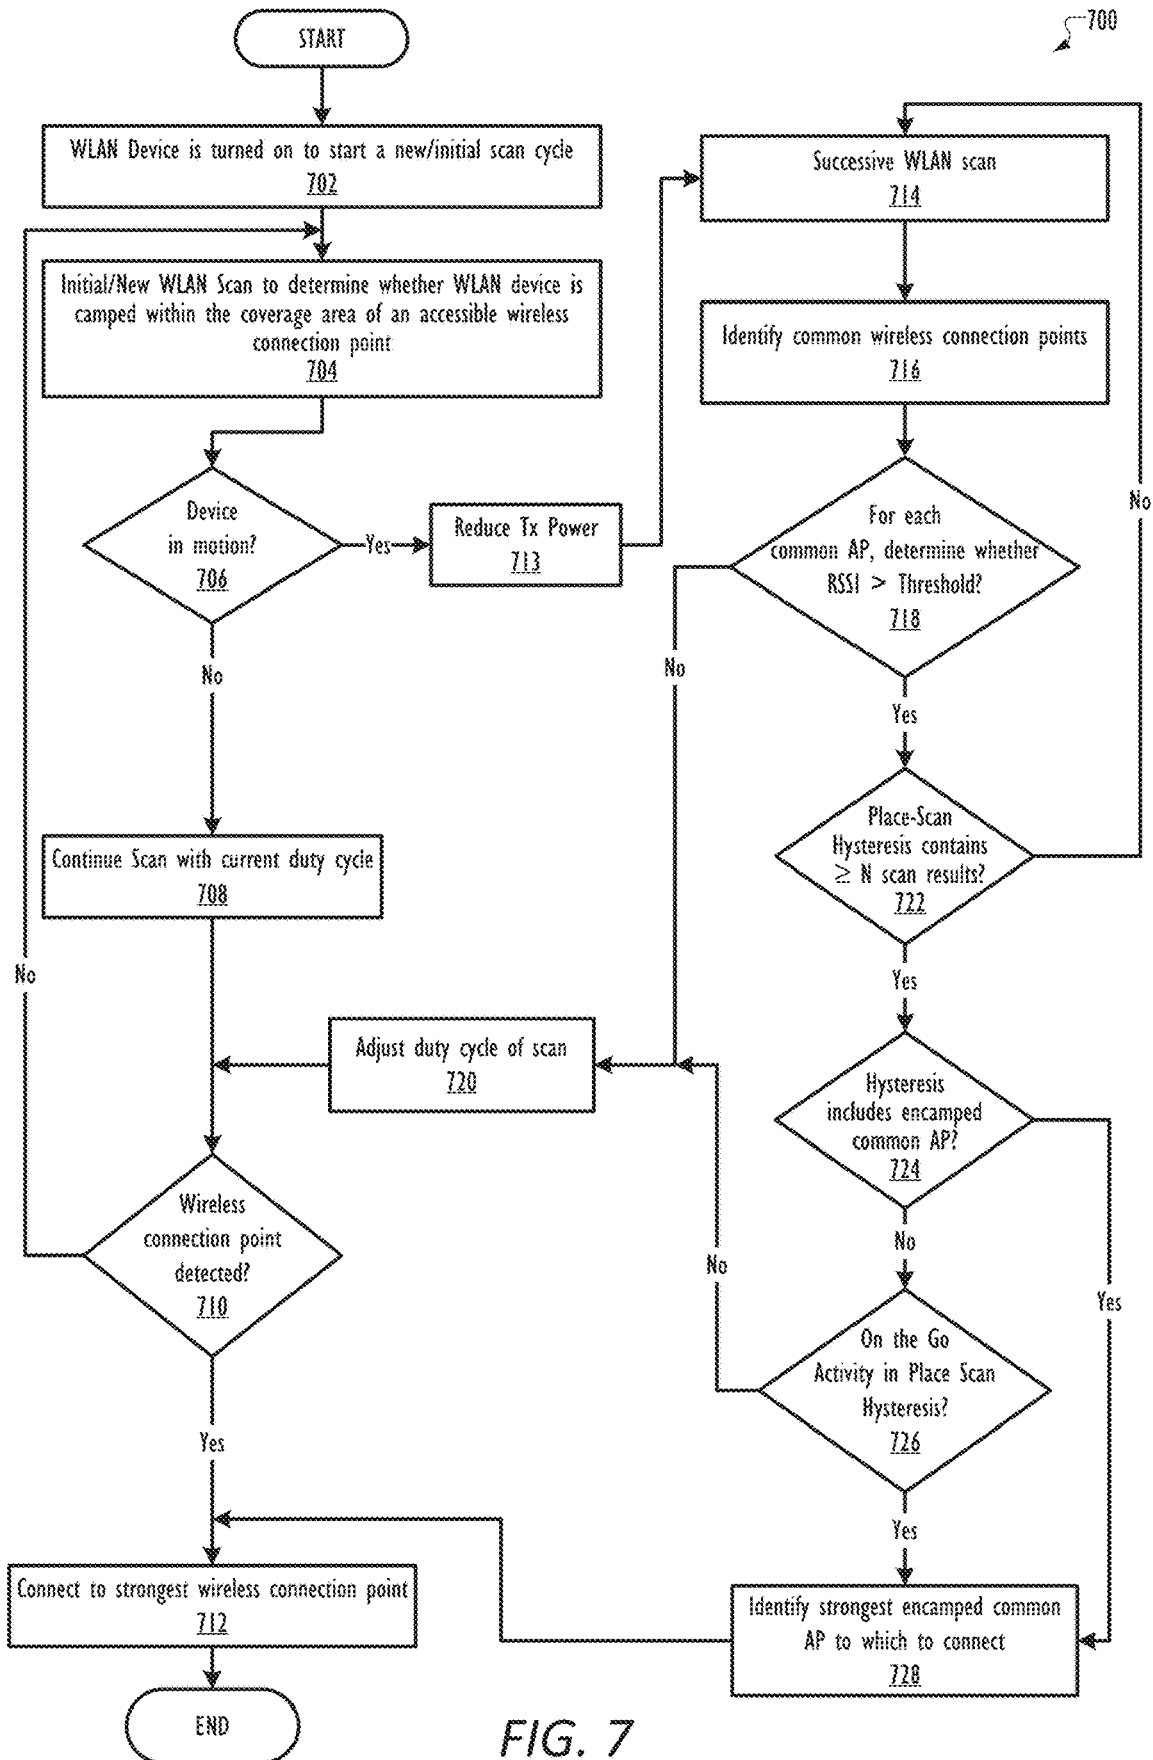 700
START
WLAN Device is turned on to start a new/initial scan cycle
702
Initial/New WLAN Scan to determine whether WLAN device is
camped within the coverage area of an accessible wireless
connection point
704
Device
in motion?
706
Yes
Reduce Tx Power
713
No
Continue Scan with current duty cycle
708
No
Adjust duty cycle of scan
720
Wireless
connection point
detected?
710
Yes
Connect to strongest wireless connection point
712
END
Successive WLAN scan
714
Identify common wireless connection points
716
For each
common AP, determine whether
RSSI > Threshold?
718
No
No
Yes
Place-Scan
Hysteresis contains
≥ N scan results?
722
Yes
Hysteresis
includes encamped
common AP?
724
No
Yes
On the Go
Activity in Place Scan
Hysteresis?
726
No
Yes
Identify strongest encamped common
AP to which to connect
728
FIG. 7